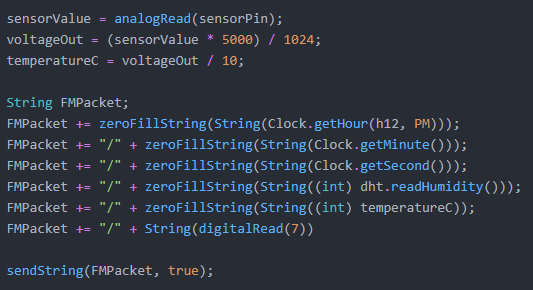 sensorValue = analogRead(sensorPin);
voltageOut = (sensorValue * 5000) / 1024;
temperatureC = voltageOut / 10;

String FMPacket;
FMPacket += zeroFillString(String(Clock.getHour(h12, PM)));
FMPacket += "/" + zeroFillString(String(Clock.getMinute()));
FMPacket += "/" + zeroFillString(String(Clock.getSecond()));
FMPacket += "/" + zeroFillString(String((int) dht.readHumidity()));
FMPacket += "/" + zeroFillString(String((int) temperatureC));
FMPacket += "/" + String(digitalRead(7))

sendString(FMPacket, true);